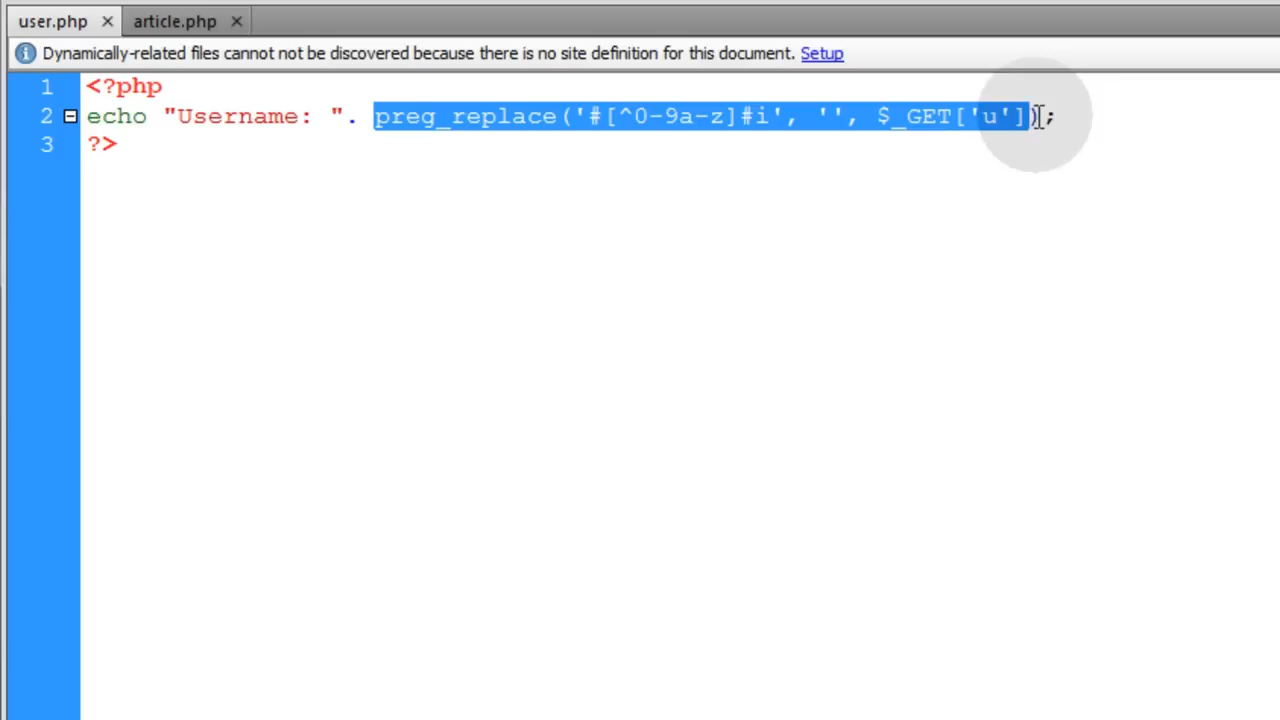 user.php × article.php ×
Dynamically-related files cannot not be discovered because there is no site definition for this document. Setup
1 <?php
2 echo "Username: ". preg_replace('#[^0-9a-z]#i', '', $_GET['u']);
3 ?>